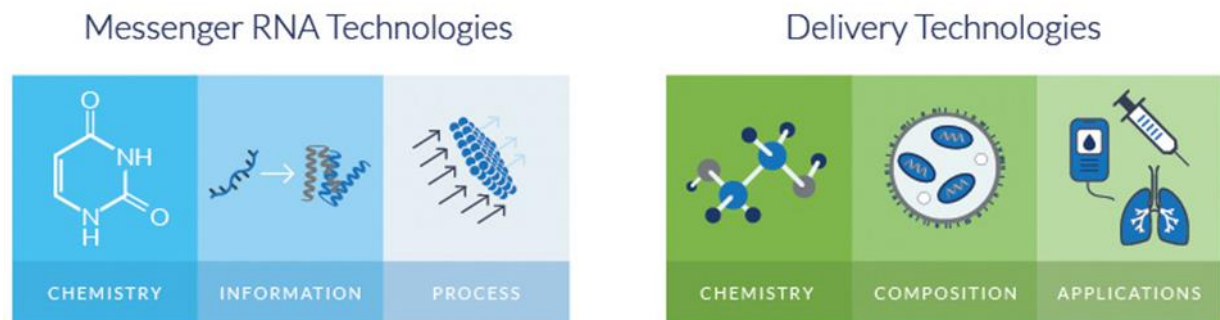 Messenger RNA Technologies
Delivery Technologies
O
NH
N
H
O
CHEMISTRY
INFORMATION
PROCESS
CHEMISTRY
COMPOSITION
APPLICATIONS